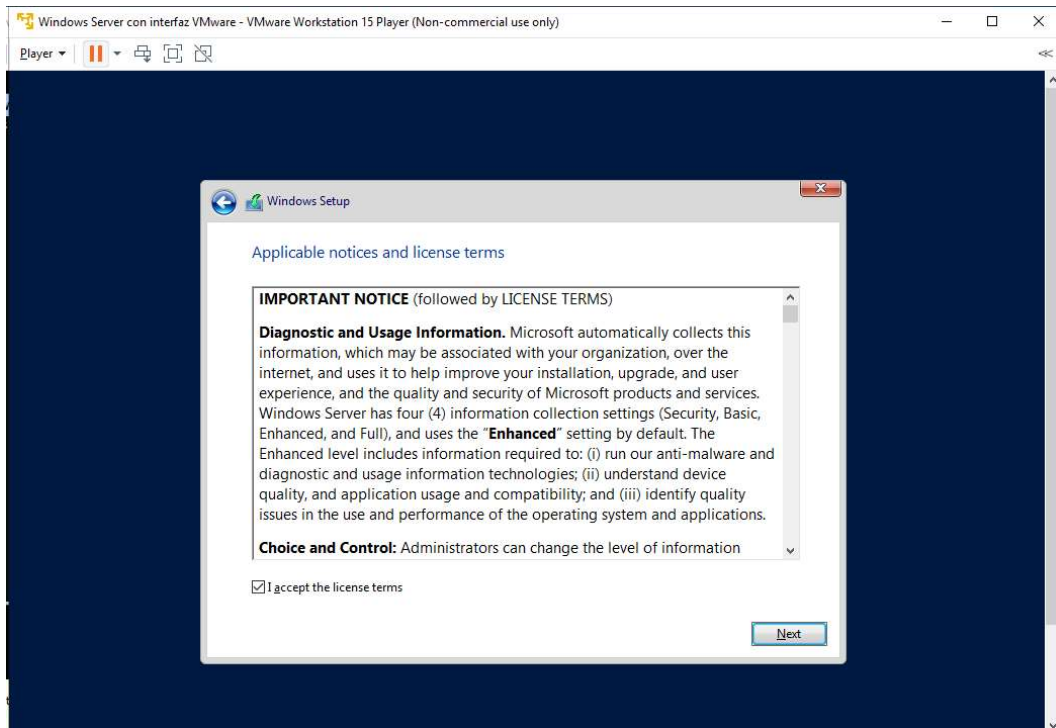 Windows Server con interfaz VMware - VMware Workstation 15 Player (Non-commercial use only)
Player
Windows Setup
Applicable notices and license terms
IMPORTANT NOTICE (followed by LICENSE TERMS)
Diagnostic and Usage Information. Microsoft automatically collects this
information, which may be associated with your organization, over the
internet, and uses it to help improve your installation, upgrade, and user
experience, and the quality and security of Microsoft products and services.
Windows Server has four (4) information collection settings (Security, Basic,
Enhanced, and Full), and uses the “Enhanced” setting by default. The
Enhanced level includes information required to: (i) run our anti-malware and
diagnostic and usage information technologies; (ii) understand device
quality, and application usage and compatibility; and (iii) identify quality
issues in the use and performance of the operating system and applications.
Choice and Control: Administrators can change the level of information
I accept the license terms
Next